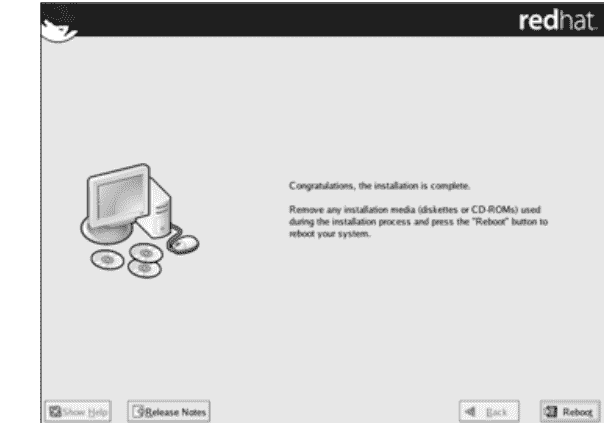 redhat.
Congratulations, the installation is complete.
Remove any installation media (diskettes or CD-ROMs) used
during the installation process and press the "Reboot" button to
reboot your system.
Show Help
Release Notes
Back
Reboot